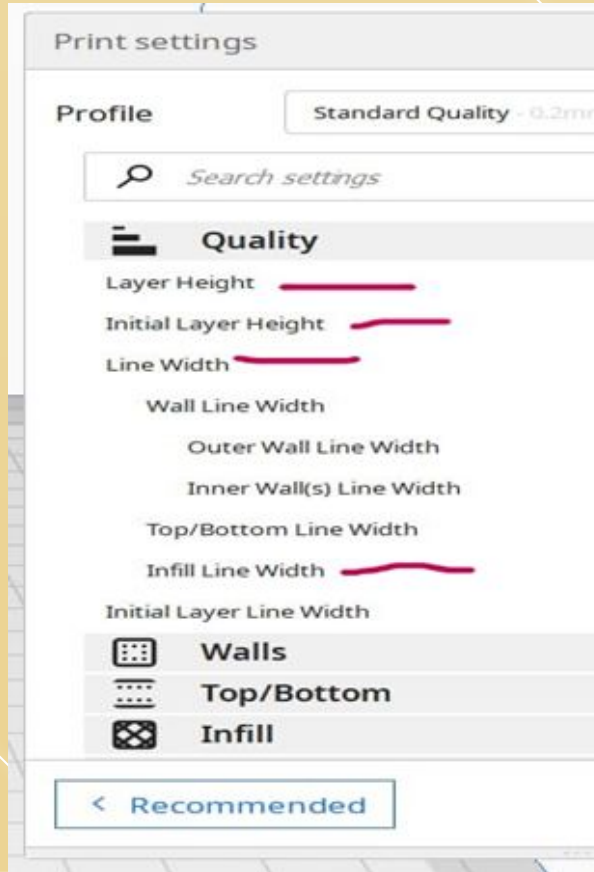 Print settings
Profile
Standard Quality - 0.2mm
Search settings
Quality
Layer Height
Initial Layer Height
Line Width
Wall Line Width
Outer Wall Line Width
Inner Wall(s) Line Width
Top/Bottom Line Width
Infill Line Width
Initial Layer Line Width
Walls
Top/Bottom
Infill
< Recommended